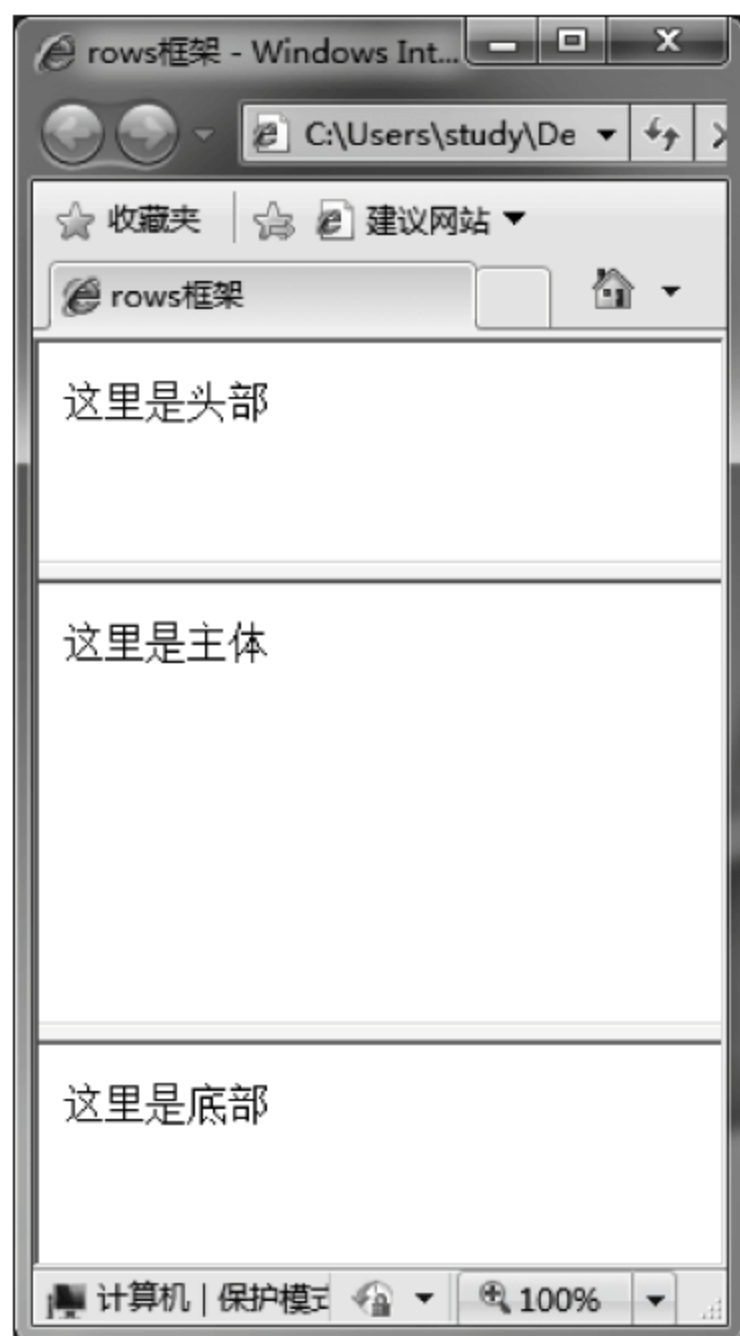 rows框架 - Windows Int...
C:\Users\study\De
收藏夹 建议网站
rows框架
这里是头部
这里是主体
这里是底部
计算机 | 保护模式 100%